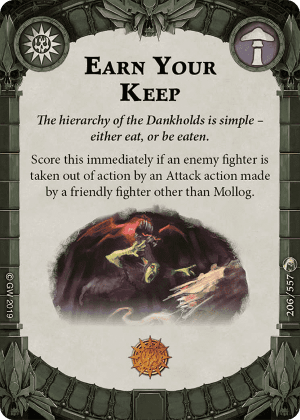 EARN YOUR
KEEP
The hierarchy of the Dankholds is simple –
either eat, or be eaten.
Score this immediately if an enemy fighter is
taken out of action by an Attack action made
by a friendly fighter other than Mollog.
©GW 2019
206/557